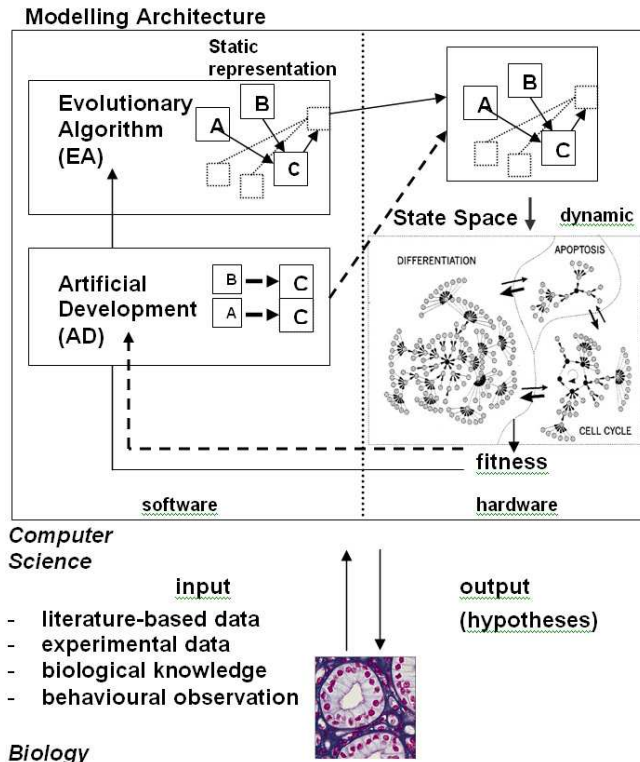 Modelling Architecture
Static
representation
Evolutionary
Algorithm
(EA)
A
B
C
A
B
C
State Space
dynamic
Artificial
Development
(AD)
B
C
A
C
DIFFERENTIATION
APOPTOSIS
CELL CYCLE
fitness
software
hardware
Computer
Science
input
- literature-based data
- experimental data
- biological knowledge
- behavioural observation
output
(hypotheses)
Biology